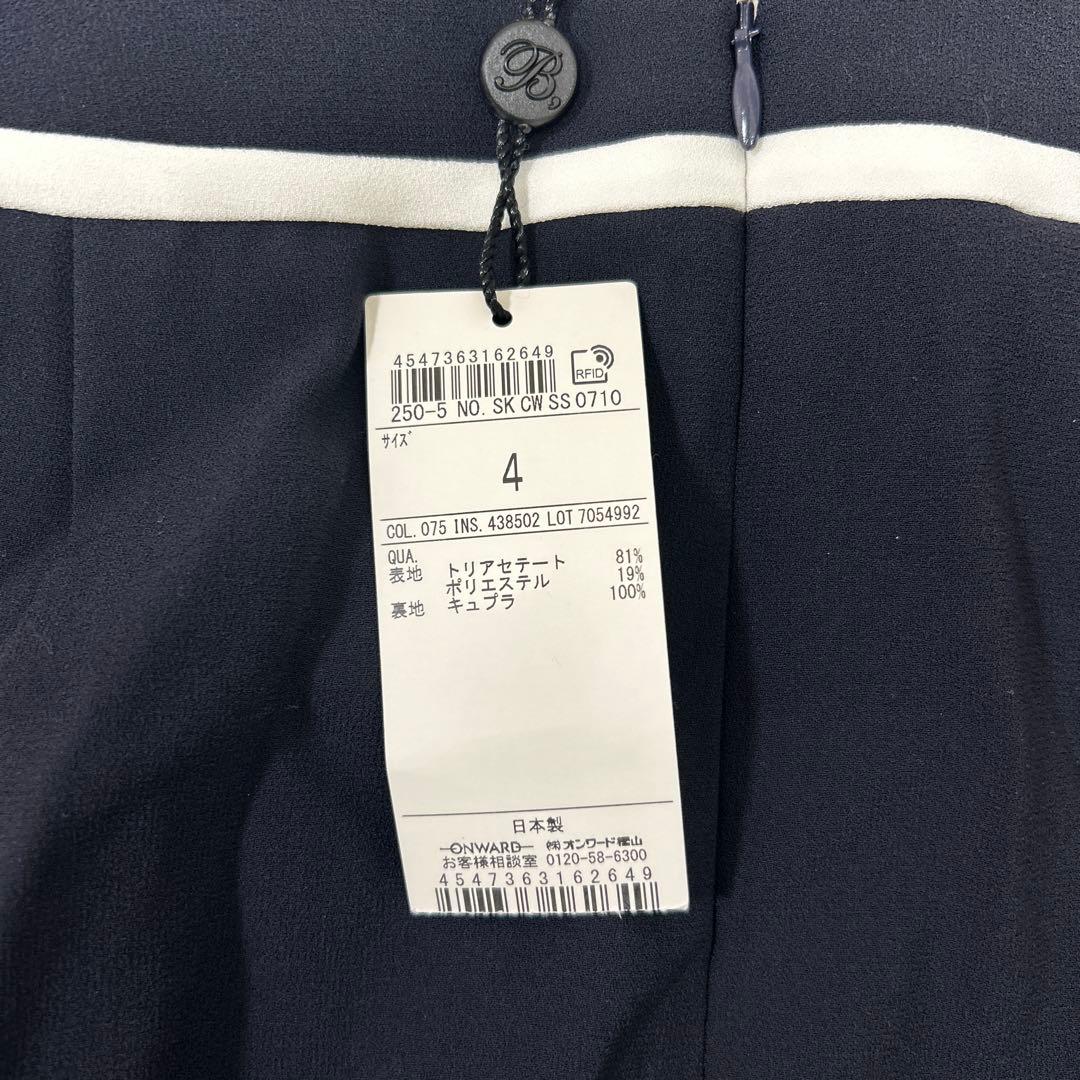 B
4547363162649
RFID
250-5 NO. SK CW SS 0710
サイズ
4
COL. 075 INS. 438502 LOT 7054992
QUA.
表地 トリアセテート 81%
ポリエステル 19%
裏地 キュプラ 100%
日本製
ONWARD ㈱オンワード樫山
お客様相談室 0120-58-6300
4547363162649